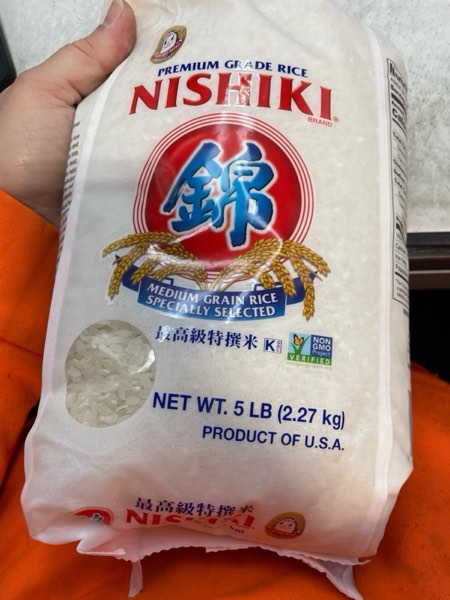 PREMIUM GRADE RICE
NISHIKI®
BRAND
錦
MEDIUM GRAIN RICE
SPECIALLY SELECTED
最高級特撰米 K
NON
GMO
Project
VERIFIED
NET WT. 5 LB (2.27 kg)
PRODUCT OF U.S.A.
最高級特撰米